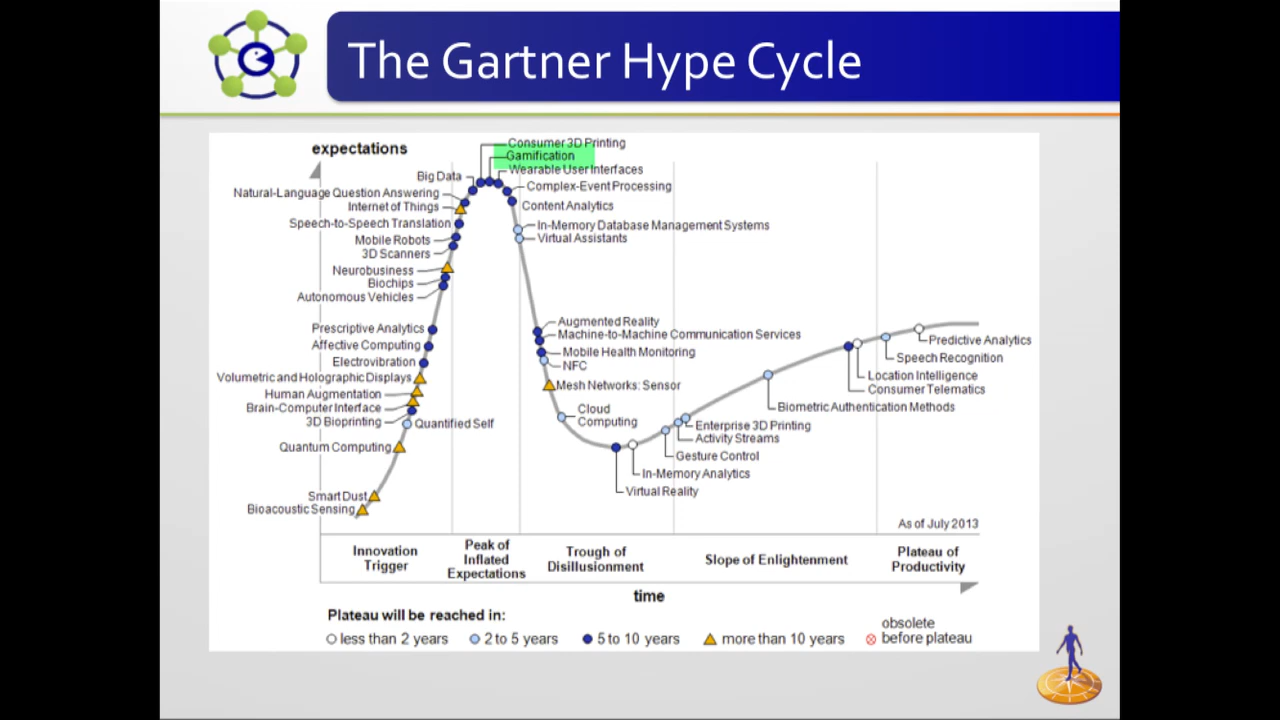 The Gartner Hype Cycle
expectations
Consumer 3D Printing
Gamification
Wearable User Interfaces
Big Data
Complex-Event Processing
Natural-Language Question Answering
Internet of Things
Content Analytics
Speech-to-Speech Translation
In-Memory Database Management Systems
Mobile Robots
Virtual Assistants
3D Scanners
Neurobusiness
Biochips
Autonomous Vehicles
Augmented Reality
Prescriptive Analytics
Machine-to-Machine Communication Services
Predictive Analytics
Affective Computing
Mobile Health Monitoring
Speech Recognition
Electrovibration
NFC
Location Intelligence
Volumetric and Holographic Displays
Mesh Networks: Sensor
Consumer Telematics
Human Augmentation
Brain-Computer Interface
Biometric Authentication Methods
3D Bioprinting
Quantified Self
Cloud
Computing
Enterprise 3D Printing
Activity Streams
Quantum Computing
Gesture Control
In-Memory Analytics
Virtual Reality
Smart Dust
Bioacoustic Sensing
As of July 2013
Innovation
Trigger
Peak of
Inflated
Expectations
Trough of
Disillusionment
Slope of Enlightenment
Plateau of
Productivity
time
Plateau will be reached in:
less than 2 years
2 to 5 years
5 to 10 years
more than 10 years
obsolete
before plateau